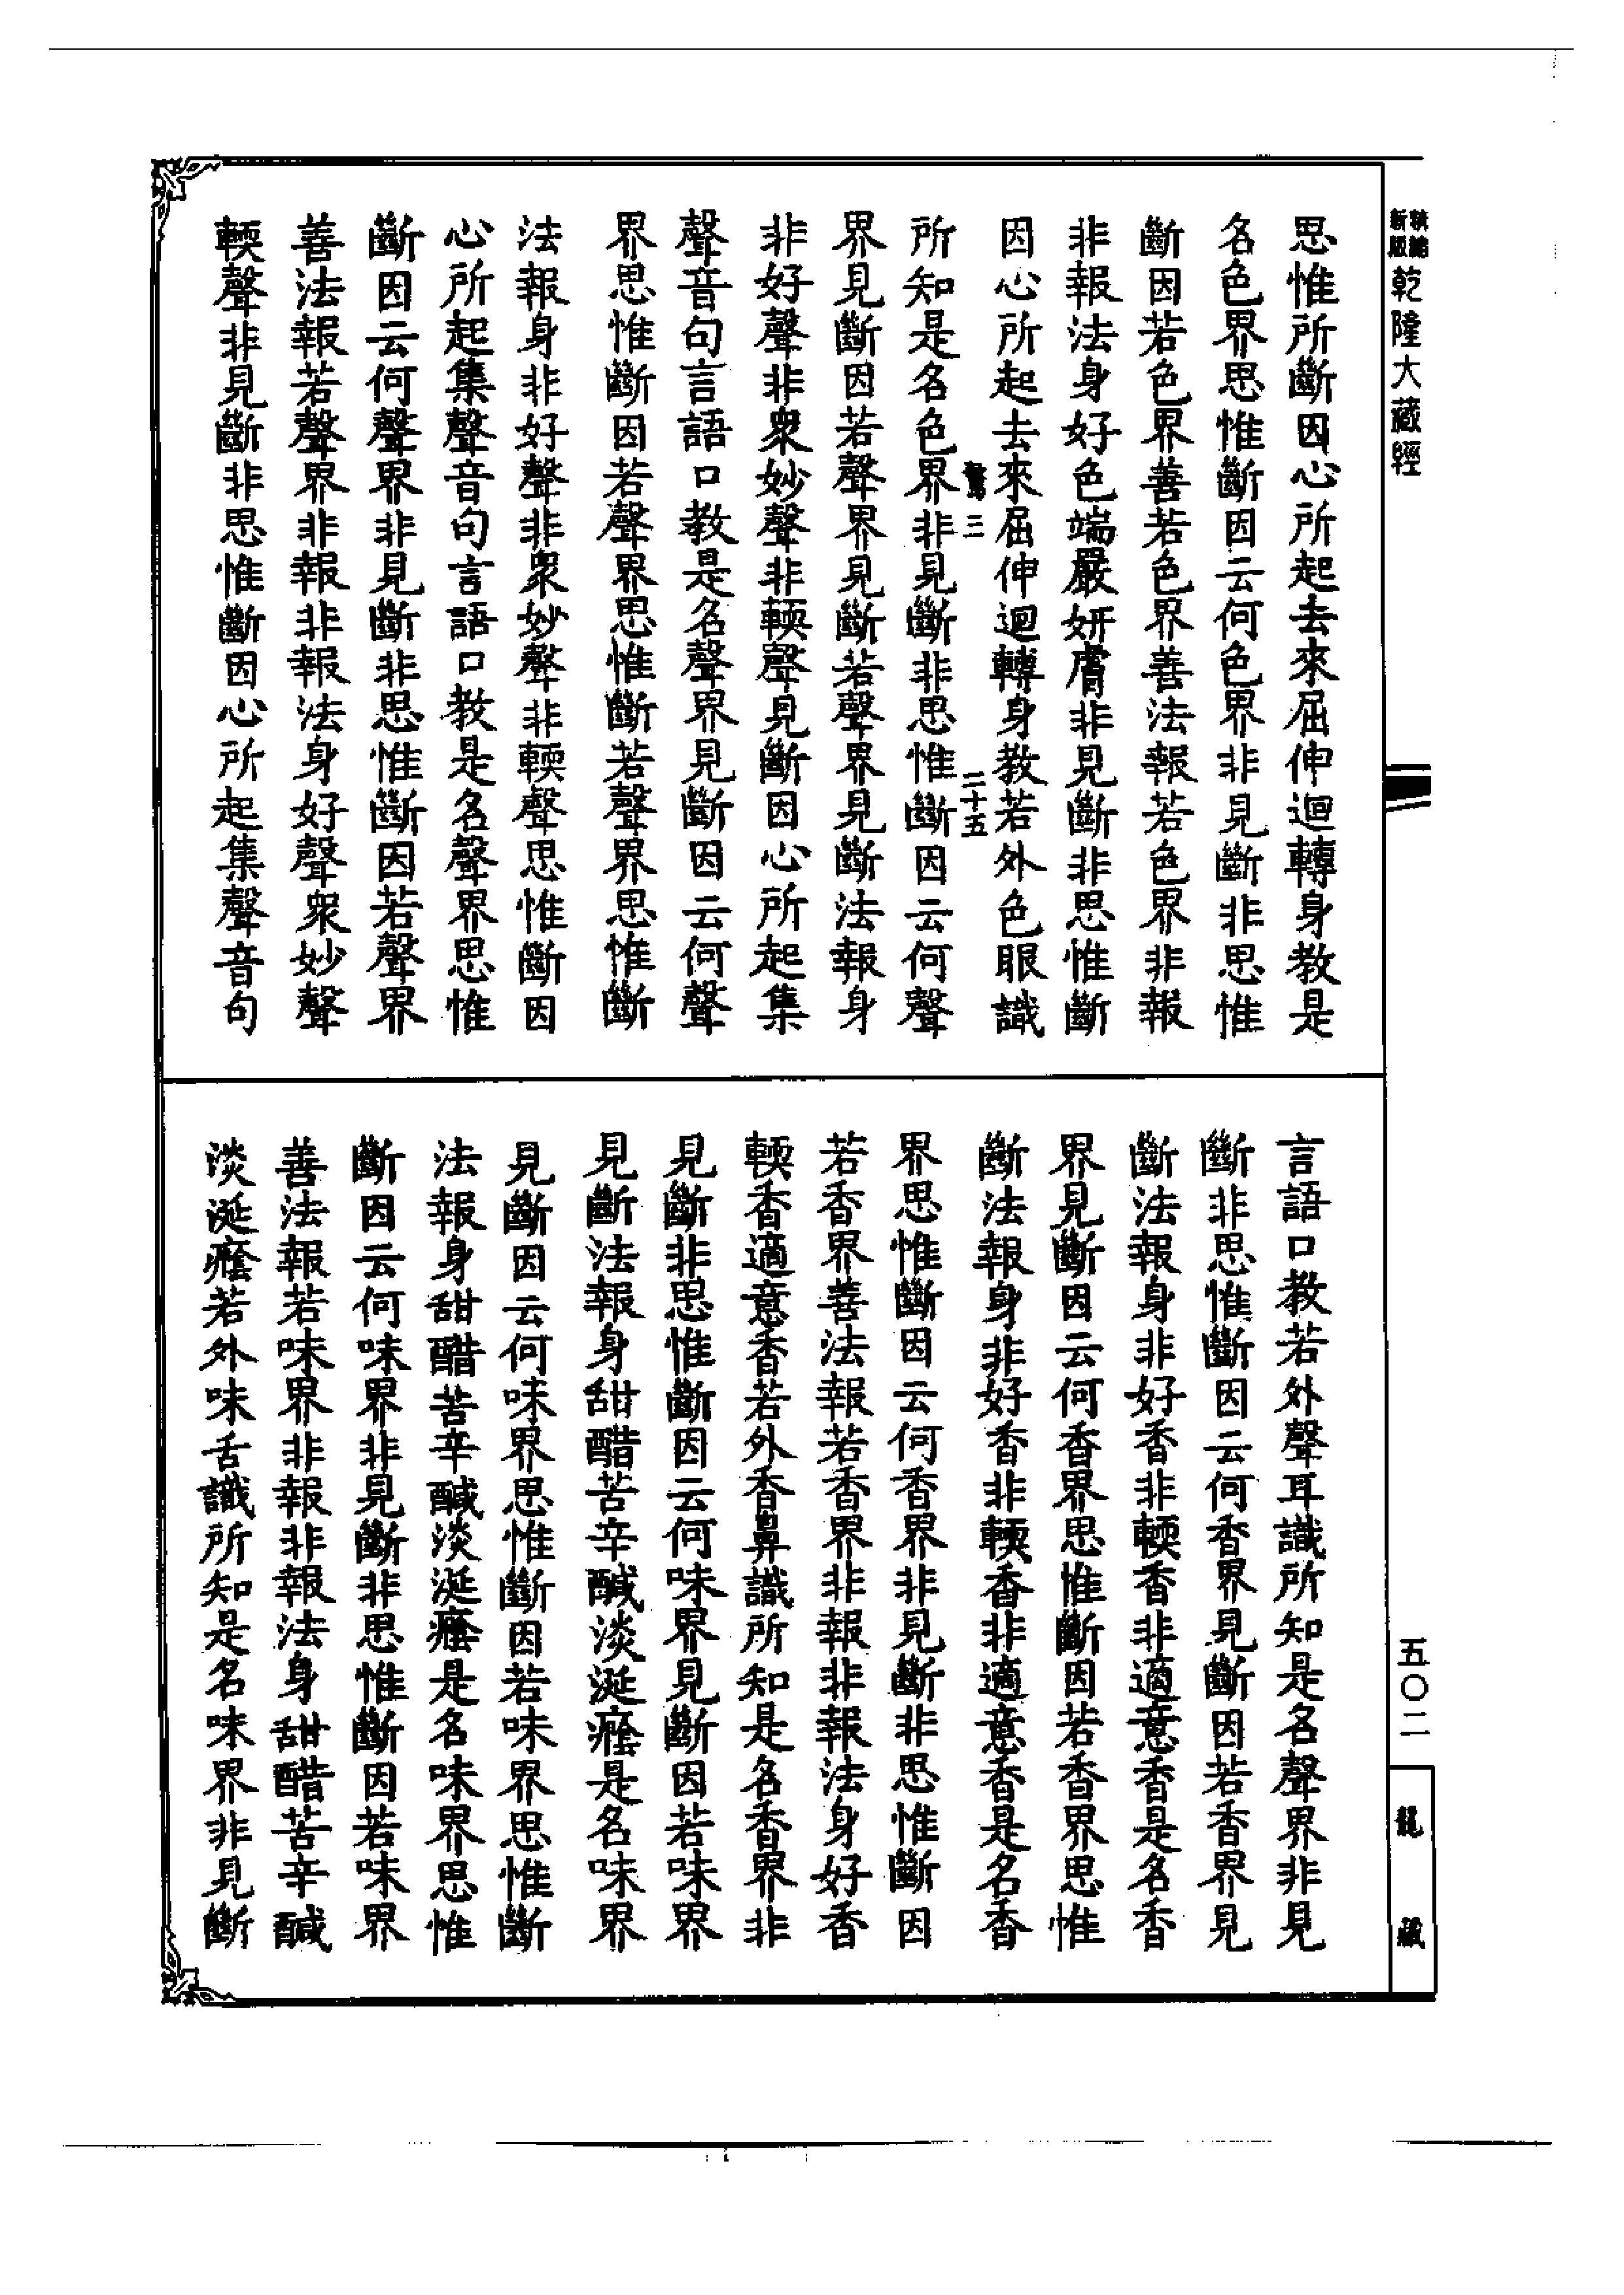 新縮
新版
乾隆大藏經
思惟所斷因心所起去來屈伸迴轉身教是
名色界思惟斷因云何色界非見斷非思惟
斷因若色界善若色界善法報若色界非報
非報法身好色端嚴妍膚非見斷非思惟斷
因心所起去來屈伸迴轉身教若外色眼識
三
二十五
所知是名色界非見斷非思惟斷因云何聲
界見斷因若聲界見斷若聲界見斷法報身
非好聲非衆妙聲非輭聲見斷因心所起集
聲音句言語口教是名聲界見斷因云何聲
界思惟斷因若聲界思惟斷若聲界思惟斷
法報身非好聲非衆妙聲非輭聲思惟斷因
心所起集聲音句言語口教是名聲界思惟
斷因云何聲界非見斷非思惟斷因若聲界
善法報若聲界非報非報法身好聲衆妙聲
輭聲非見斷非思惟斷因心所起集聲音句
言語口教若外聲耳識所知是名聲界非見
斷非思惟斷因云何香界見斷因若香界見
斷法報身非好香非輭香非適意香是名香
界見斷因云何香界思惟斷因若香界思惟
斷法報身非好香非輭香非適意香是名香
界思惟斷因云何香界非見斷非思惟斷因
若香界善法報若香界非報非報法身好香
輭香適意香若外香鼻識所知是名香界非
見斷非思惟斷因云何味界見斷因若味界
見斷法報身甜醋苦辛鹹淡涎癊是名味界
見斷因云何味界思惟斷因若味界思惟斷
法報身甜醋苦辛鹹淡涎癊是名味界思惟
斷因云何味界非見斷非思惟斷因若味界
善法報若味界非報非報法身甜醋苦辛鹹
淡涎癊若外味舌識所知是名味界非見斷
五〇二
龍藏